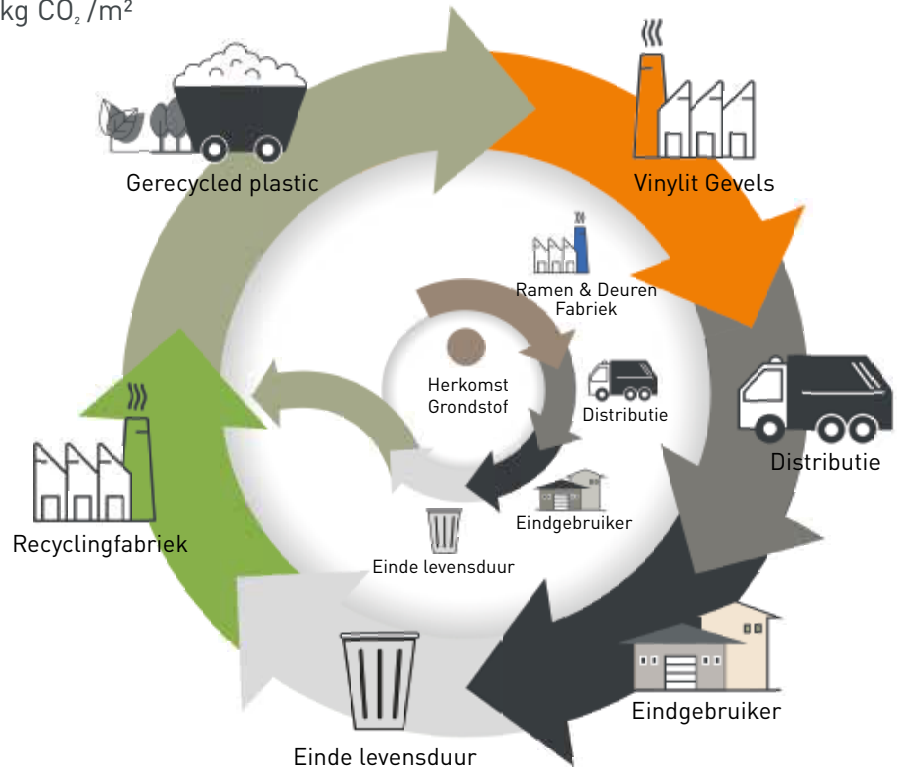 kg CO₂ /m²
Gerecycled plastic
Vinylit Gevels
Ramen & Deuren
Fabriek
Herkomst
Grondstof
Distributie
Distributie
Eindgebruiker
Recyclingfabriek
Einde levensduur
Eindgebruiker
Einde levensduur